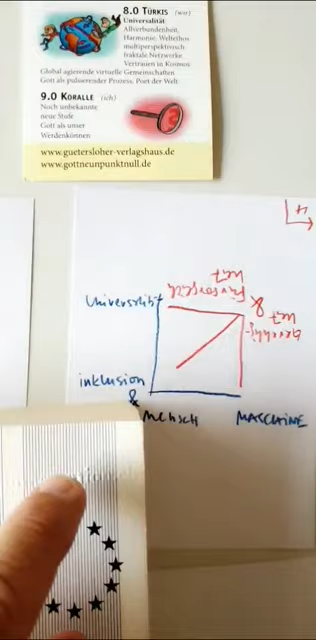 8.0 TÜRKIS (wir)
Universalität
Allverbundenheit,
Harmonie, Weltethos
multiperspektivisch
fraktale Netzwerke
Vertrauen in Kosmos
Global agierende virtuelle Gemeinschaften
Gott als pulsierender Prozess, Poet der Welt
9.0 KORALLE (ich)
Noch unbekannte
neue Stufe
Gott als unser
Werdenkönnen
www.guetersloher-verlagshaus.de
www.gottneunpunktnull.de
Universalität
&
inklusion
&
Mensch MASCHINE